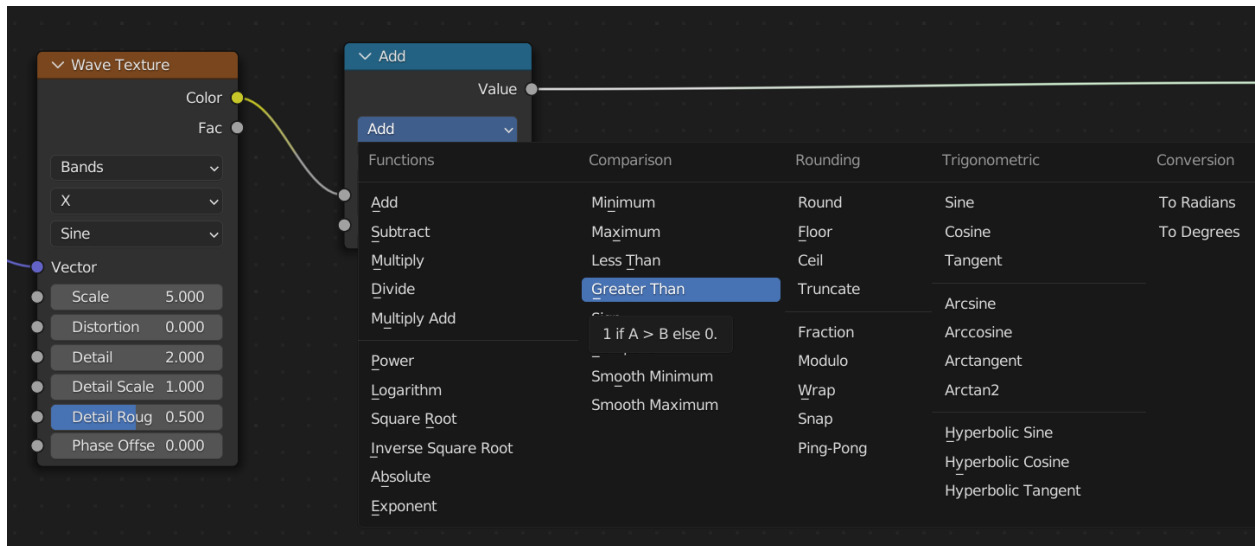 Wave Texture
Color
Fac
Bands
X
Sine
Vector
Scale 5.000
Distortion 0.000
Detail 2.000
Detail Scale 1.000
Detail Roug 0.500
Phase Offse 0.000
Add
Value
Add
Functions
Add
Subtract
Multiply
Divide
Multiply Add
Power
Logarithm
Square Root
Inverse Square Root
Absolute
Exponent
Comparison
Minimum
Maximum
Less Than
Greater Than
1 if A > B else 0.
Smooth Minimum
Smooth Maximum
Rounding
Round
Floor
Ceil
Truncate
Fraction
Modulo
Wrap
Snap
Ping-Pong
Trigonometric
Sine
Cosine
Tangent
Arcsine
Arccosine
Arctangent
Arctan2
Hyperbolic Sine
Hyperbolic Cosine
Hyperbolic Tangent
Conversion
To Radians
To Degrees